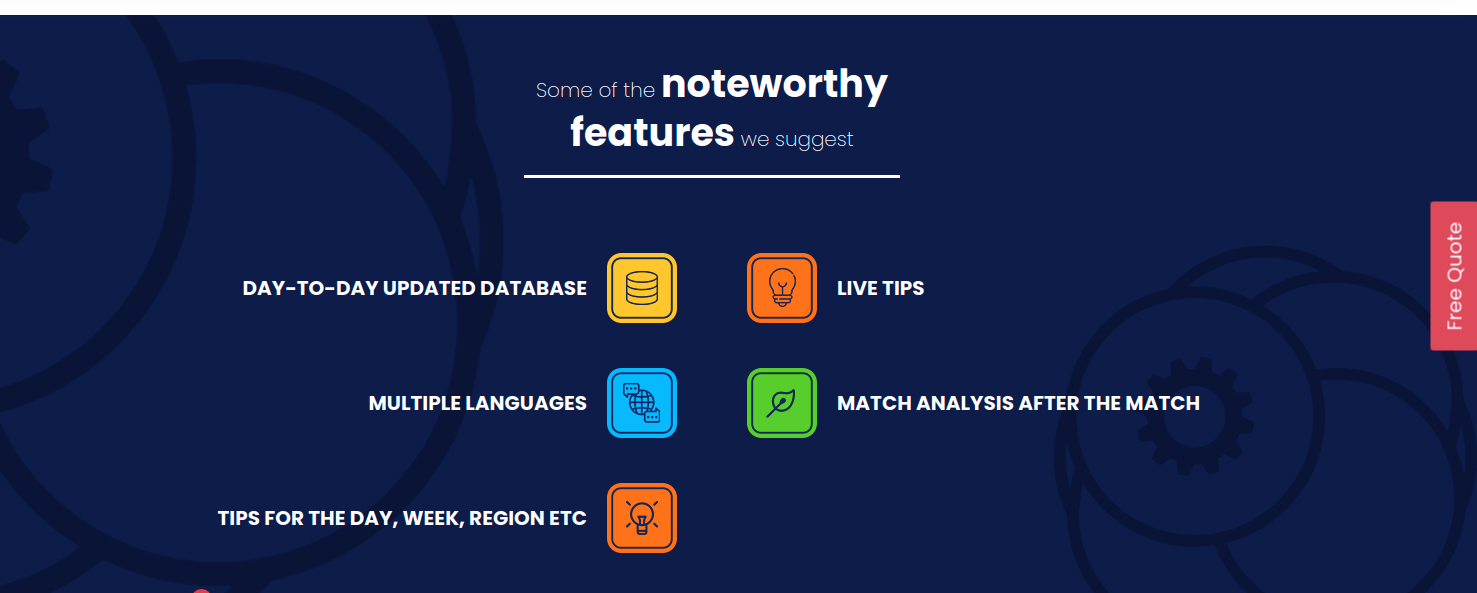 Some of the noteworthy
features we suggest
DAY-TO-DAY UPDATED DATABASE
LIVE TIPS
MULTIPLE LANGUAGES
MATCH ANALYSIS AFTER THE MATCH
TIPS FOR THE DAY, WEEK, REGION ETC
Free Quote